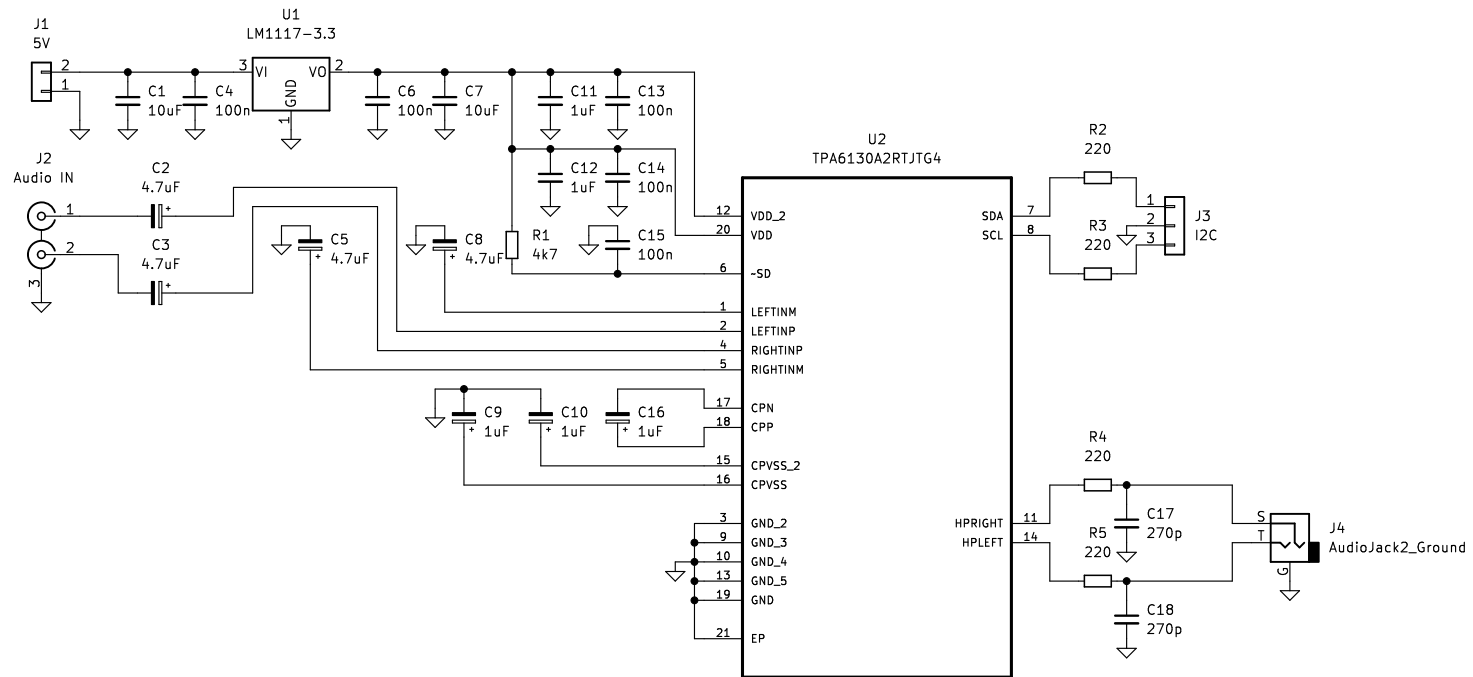 J1
5V
2
1
C1
10uF
C4
100n
U1
LM1117-3.3
3
VI
VO
2
GND
1
C6
100n
C7
10uF
C11
1uF
C13
100n
C12
1uF
C14
100n
J2
Audio IN
1
2
3
C2
4.7uF
+
C3
4.7uF
+
C5
4.7uF
+
C8
4.7uF
+
R1
4k7
C15
100n
C9
1uF
+
C10
1uF
+
C16
1uF
+
U2
TPA6130A2RTJTG4
12
VDD_2
20
VDD
6
~SD
1
LEFTINM
2
LEFTINP
4
RIGHTINP
5
RIGHTINM
17
CPN
18
CPP
15
CPVSS_2
16
CPVSS
3
GND_2
9
GND_3
10
GND_4
13
GND_5
19
GND
21
EP
SDA
7
SCL
8
HPRIGHT
11
HPLEFT
14
R2
220
R3
220
1
2
3
J3
I2C
R4
220
C17
270p
R5
220
C18
270p
S
T
G
J4
AudioJack2_Ground